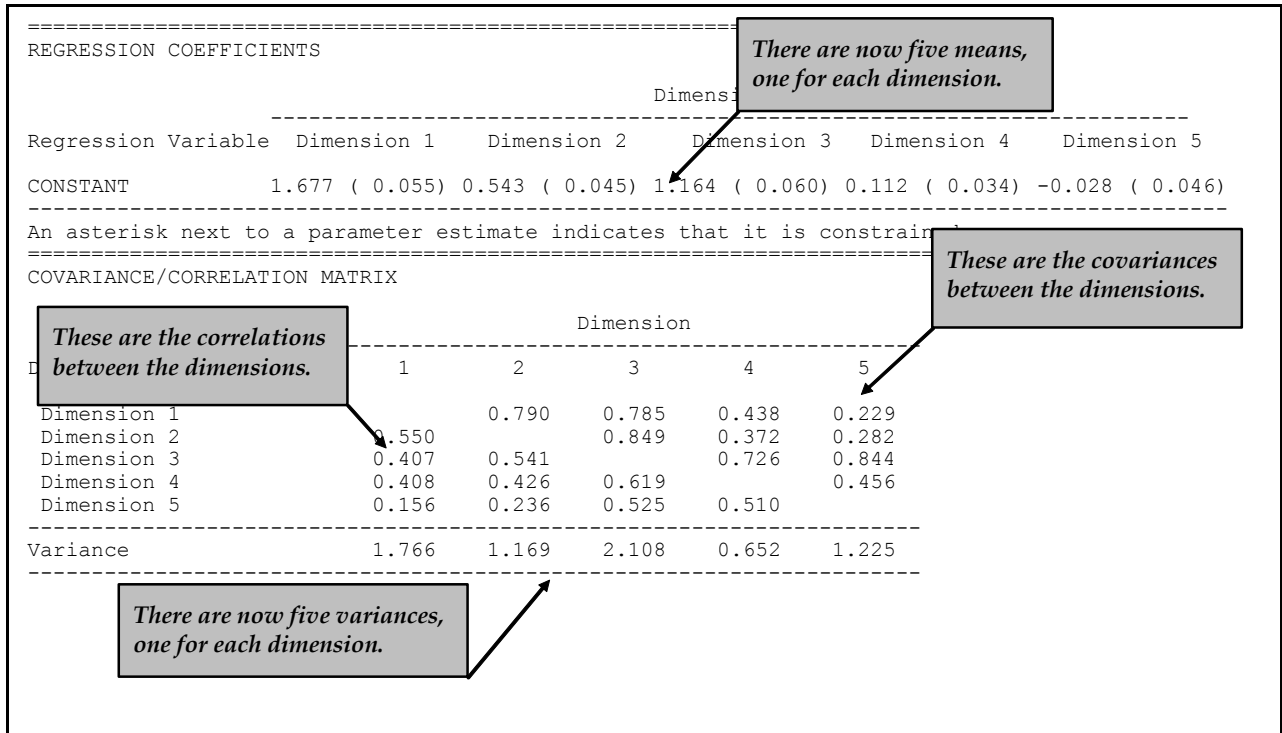 ================================================================
REGRESSION COEFFICIENTS
There are now five means,
one for each dimension.
-----------------------------------------------------------------------
Regression Variable Dimension 1 Dimension 2 Dimension 3 Dimension 4 Dimension 5
CONSTANT 1.677 ( 0.055) 0.543 ( 0.045) 1.164 ( 0.060) 0.112 ( 0.034) -0.028 ( 0.046)
---------------------------------------------------------------------------------------------
An asterisk next to a parameter estimate indicates that it is
================================================================
COVARIANCE/CORRELATION MATRIX
These are the covariances
between the dimensions.
Dimension
These are the correlations
between the dimensions.
---------------------------------------------
1 2 3 4 5
Dimension 1 0.790 0.785 0.438 0.229
Dimension 2 0.550 0.849 0.372 0.282
Dimension 3 0.407 0.541 0.726 0.844
Dimension 4 0.408 0.426 0.619 0.456
Dimension 5 0.156 0.236 0.525 0.510
---------------------------------------------------------------------
Variance 1.766 1.169 2.108 0.652 1.225
---------------------------------------------------------------------
There are now five variances,
one for each dimension.